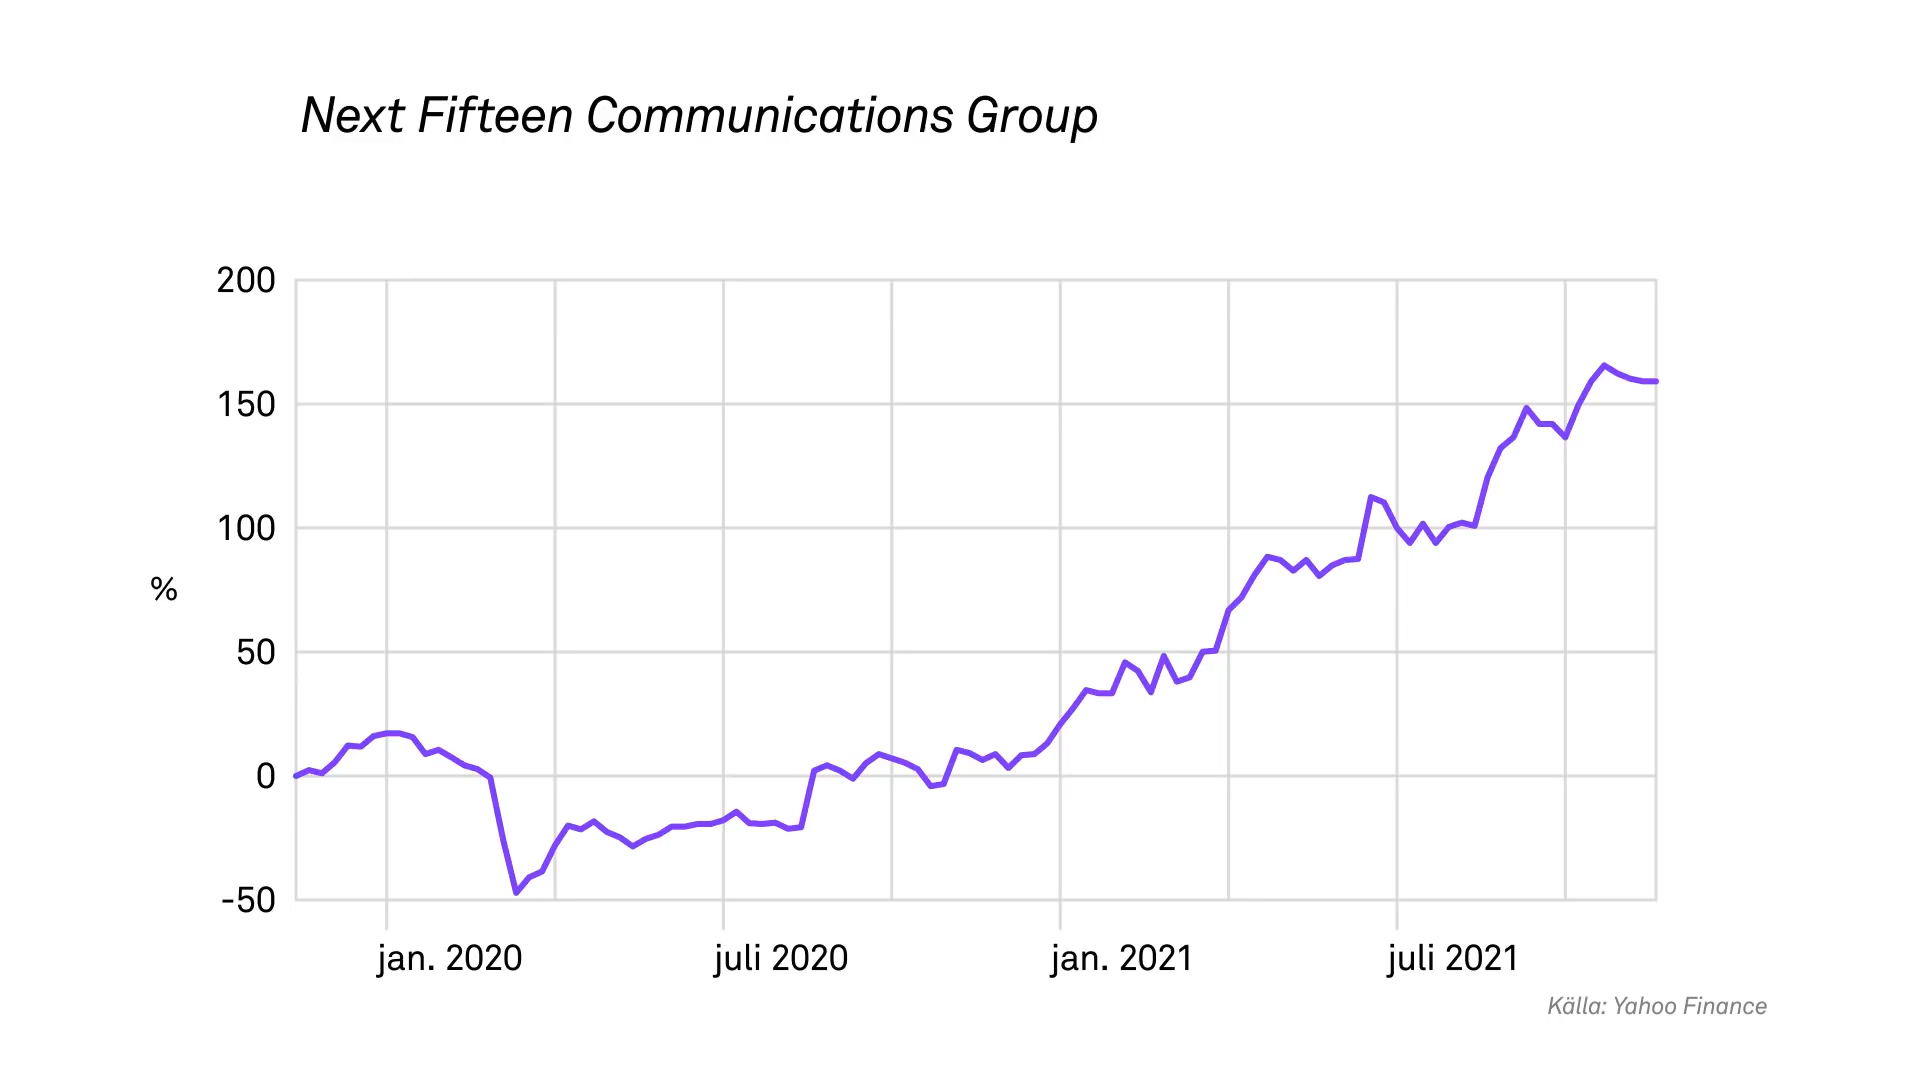 Next Fifteen Communications Group
200
150
100
%
50
0
-50
jan. 2020 juli 2020 jan. 2021 juli 2021
Källa: Yahoo Finance